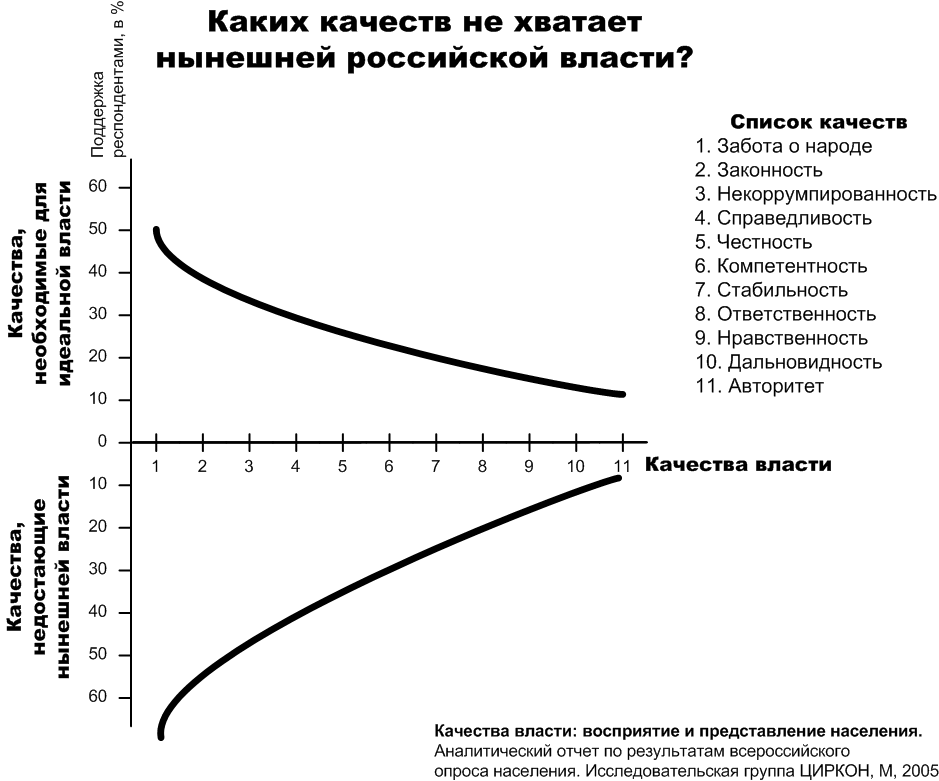 Каких качеств не хватает
нынешней российской власти?
Поддержка
респондентами, в %
Список качеств
1. Забота о народе
2. Законность
3. Некоррумпированность
4. Справедливость
5. Честность
6. Компетентность
7. Стабильность
8. Ответственность
9. Нравственность
10. Дальновидность
11. Авторитет
Качества,
необходимые для
идеальной власти
60
50
40
30
20
10
0
1 2 3 4 5 6 7 8 9 10 11
Качества власти
Качества,
недостающие
нынешней власти
10
20
30
40
50
60
Качества власти: восприятие и представление населения.
Аналитический отчет по результатам всероссийского
опроса населения. Исследовательская группа ЦИРКОН, М, 2005